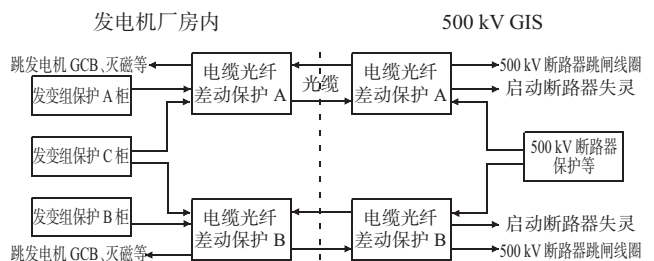 发电机厂房内
500 kV GIS
跳发电机 GCB、灭磁等
电缆光纤
差动保护 A
光缆
电缆光纤
差动保护 A
500 kV 断路器跳闸线圈
启动断路器失灵
发变组保护 A 柜
发变组保护 C 柜
500 kV 断路器
保护等
发变组保护 B 柜
电缆光纤
差动保护 B
电缆光纤
差动保护 B
启动断路器失灵
跳发电机 GCB、灭磁等
500 kV 断路器跳闸线圈